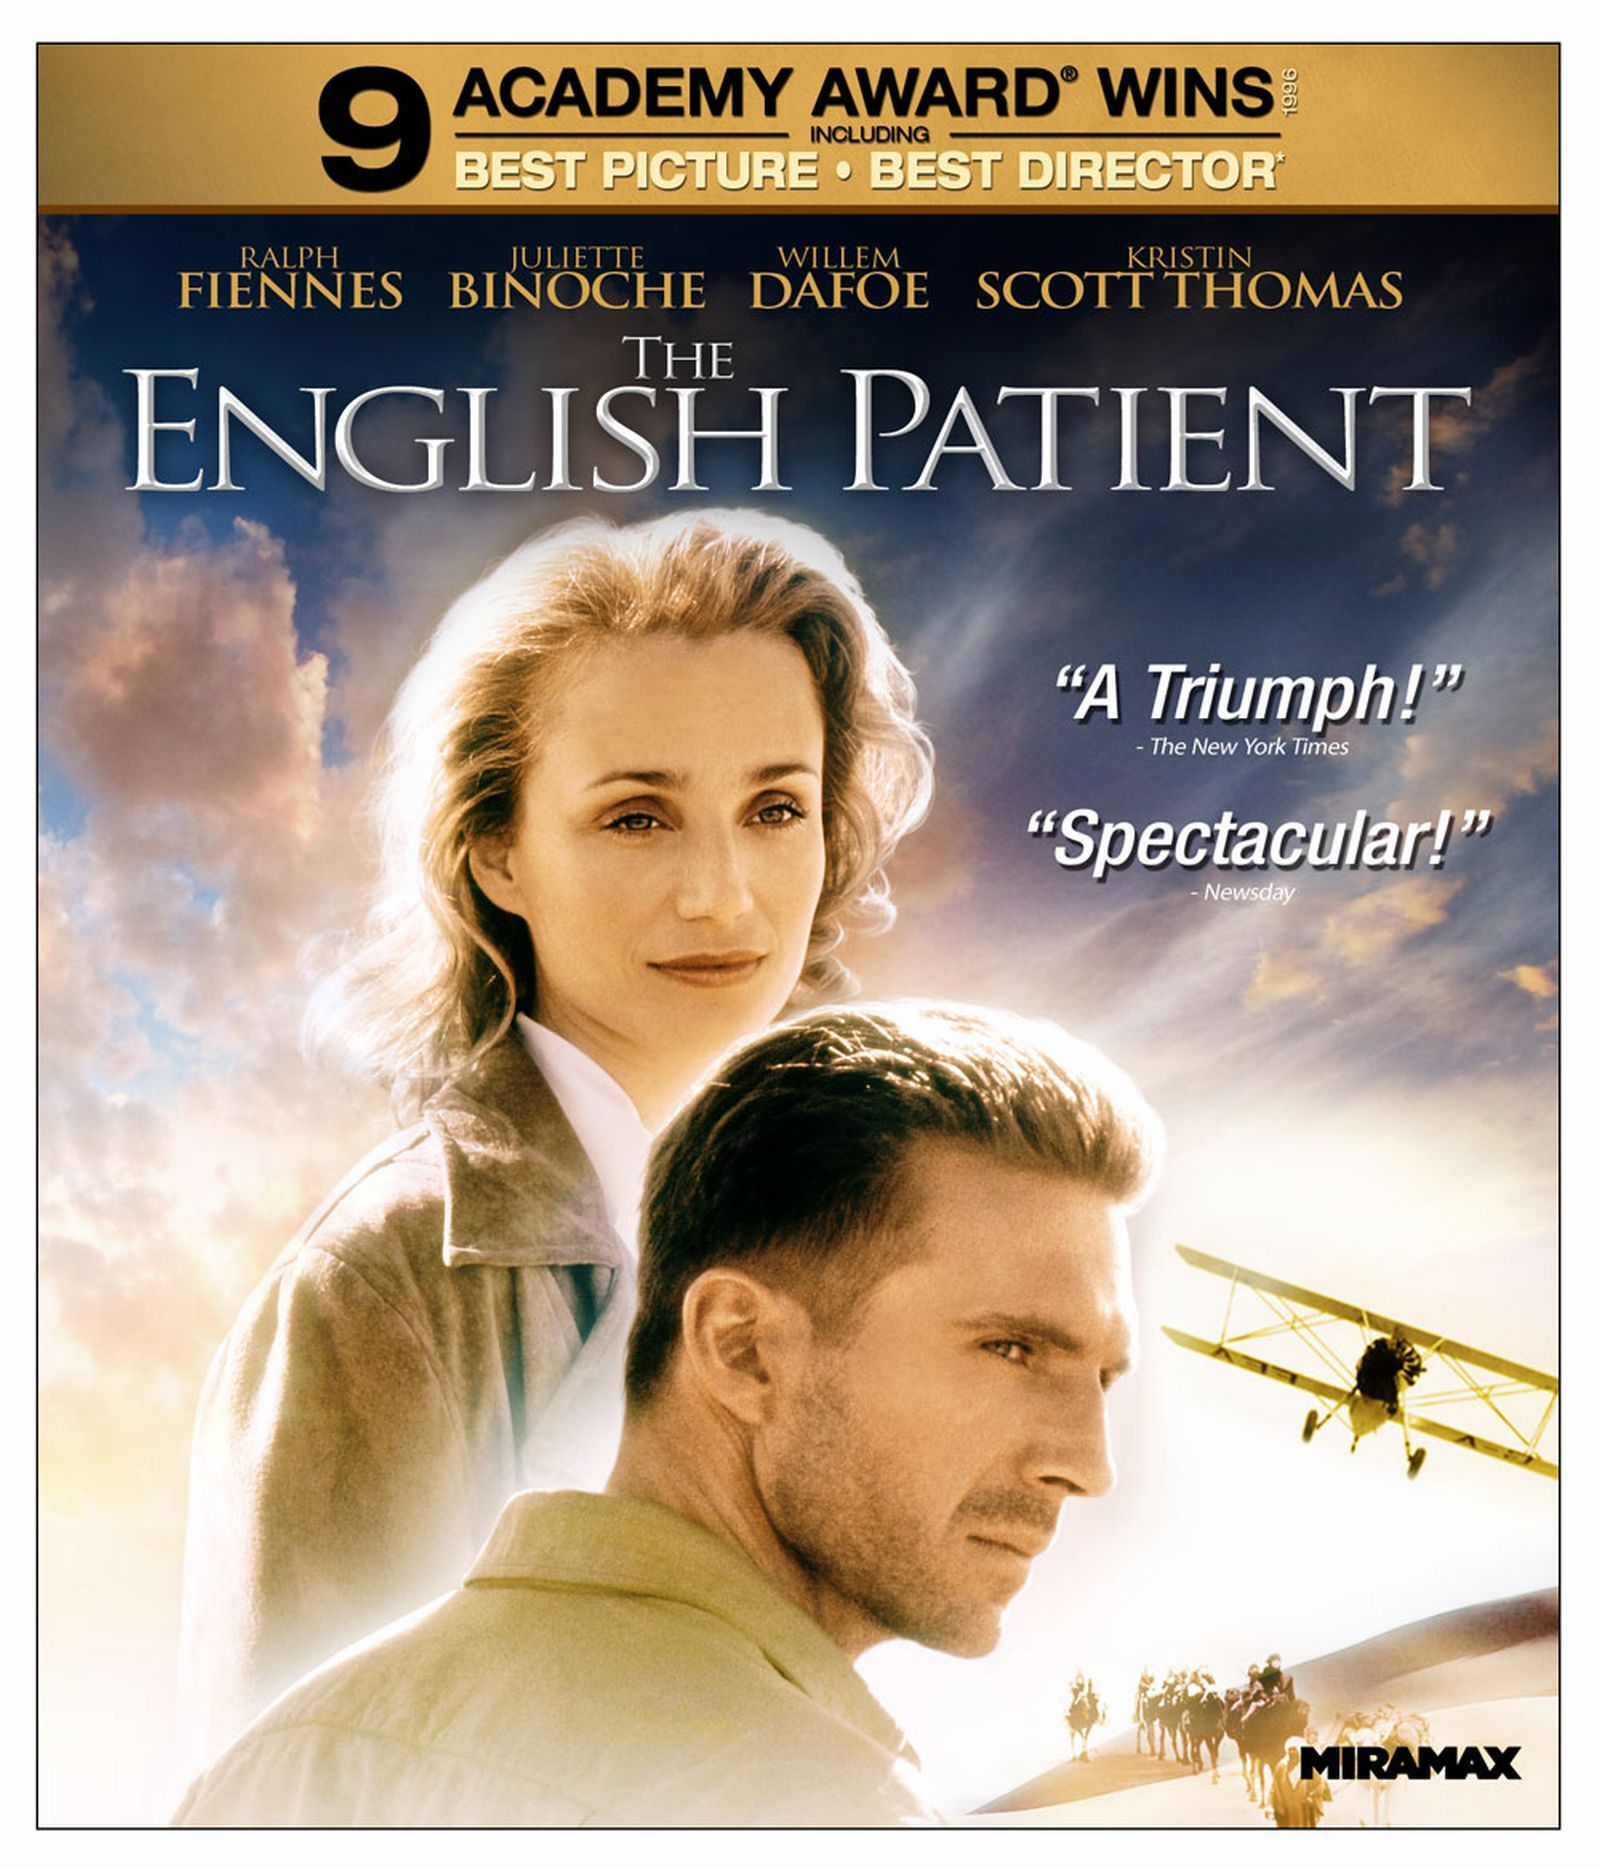 9 ACADEMY AWARD® WINS 1996
INCLUDING
BEST PICTURE • BEST DIRECTOR*
RALPH FIENNES JULIETTE BINOCHE WILLEM DAFOE KRISTIN SCOTT THOMAS
THE
ENGLISH PATIENT
“A Triumph!”
- The New York Times
“Spectacular!”
- Newsday
MIRAMAX